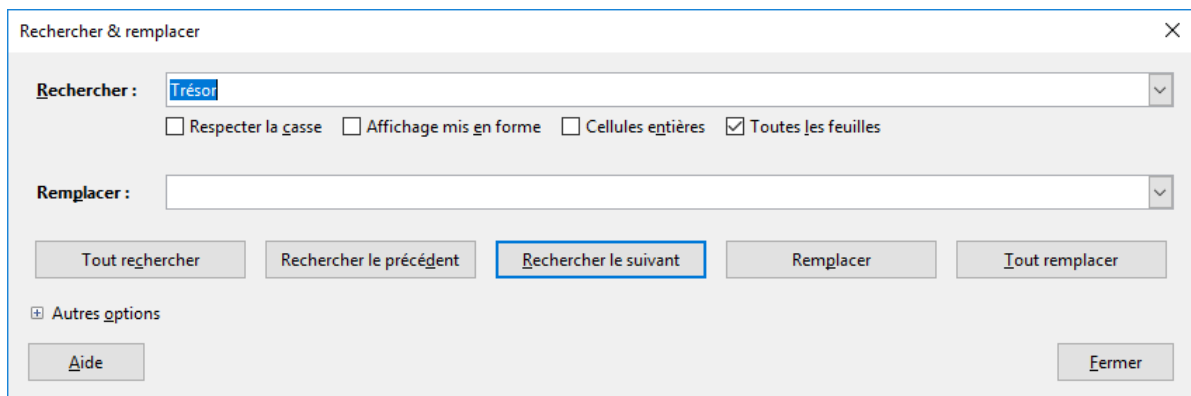 Rechercher & remplacer
Rechercher : Trésor
Respecter la casse Affichage mis en forme Cellules entières Toutes les feuilles
Remplacer :
Tout rechercher Rechercher le précédent Rechercher le suivant Remplacer Tout remplacer
Autres options
Aide Fermer